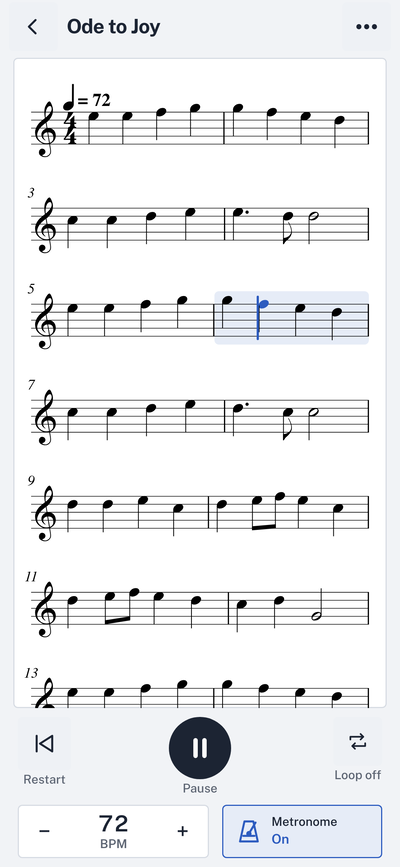 Ode to Joy
= 72
4
4
3
5
7
9
11
13
Restart
Pause
Loop off
− 72 +
BPM
Metronome
On